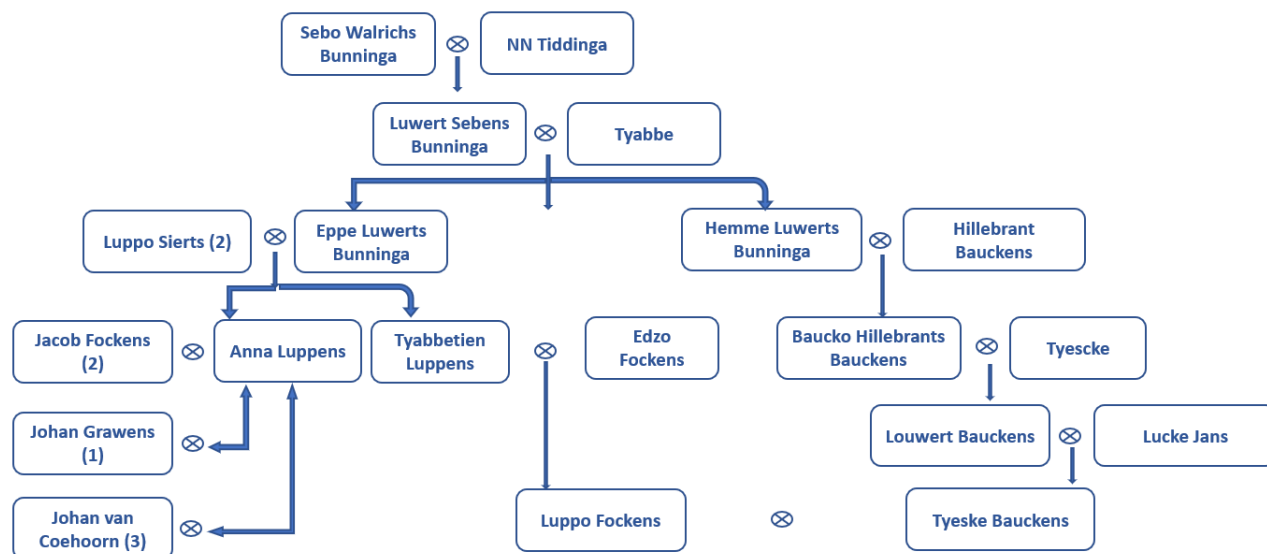 Sebo Walrichs
Bunninga
NN Tiddinga
Luwert Sebens
Bunninga
Tyabbe
Luppo Sierts (2)
Eppe Luwerts
Bunninga
Hemme Luwerts
Bunninga
Hillebrant
Bauckens
Jacob Fockens
(2)
Anna Luppens
Tyabbetien
Luppens
Edzo
Fockens
Baucko Hillebrants
Bauckens
Tyescke
Johan Grawens
(1)
Louwert Bauckens
Lucke Jans
Johan van
Coehoorn (3)
Luppo Fockens
Tyeske Bauckens